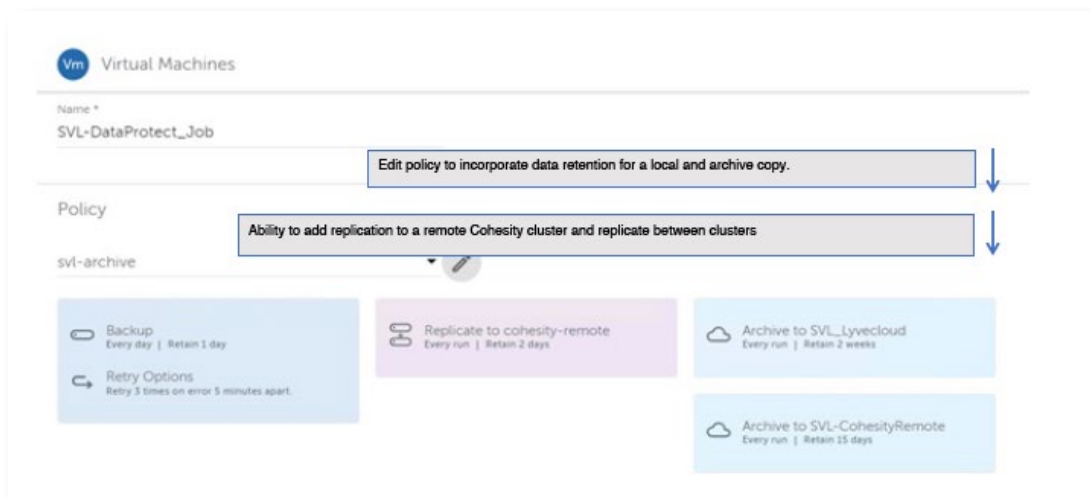 Vm Virtual Machines
Name *
SVL-DataProtect_Job
Edit policy to incorporate data retention for a local and archive copy.
Policy
Ability to add replication to a remote Cohesity cluster and replicate between clusters
svl-archive
Backup
Every day | Retain 1 day
Retry Options
Retry 3 times on error 5 minutes apart.
Replicate to cohesity-remote
Every run | Retain 2 days
Archive to SVL_Lyvecloud
Every run | Retain 2 weeks
Archive to SVL-CohesityRemote
Every run | Retain 15 days